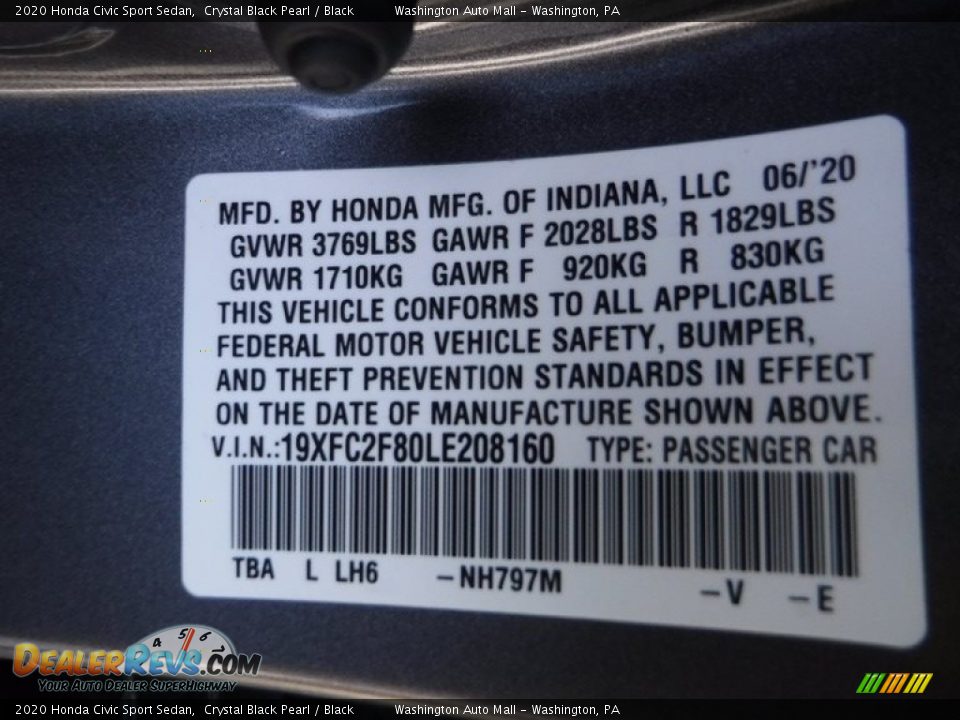 2020 Honda Civic Sport Sedan, Crystal Black Pearl / Black Washington Auto Mall - Washington, PA
MFD. BY HONDA MFG. OF INDIANA, LLC 06/'20
GVWR 3769LBS GAWR F 2028LBS R 1829LBS
GVWR 1710KG GAWR F 920KG R 830KG
THIS VEHICLE CONFORMS TO ALL APPLICABLE
FEDERAL MOTOR VEHICLE SAFETY, BUMPER,
AND THEFT PREVENTION STANDARDS IN EFFECT
ON THE DATE OF MANUFACTURE SHOWN ABOVE.
V.I.N.:19XFC2F80LE208160 TYPE: PASSENGER CAR
TBA L LH6 -NH797M -V -E
4 5 6 7
DEALERREVS.COM
YOUR AUTO DEALER SUPERHIGHWAY
2020 Honda Civic Sport Sedan, Crystal Black Pearl / Black Washington Auto Mall - Washington, PA